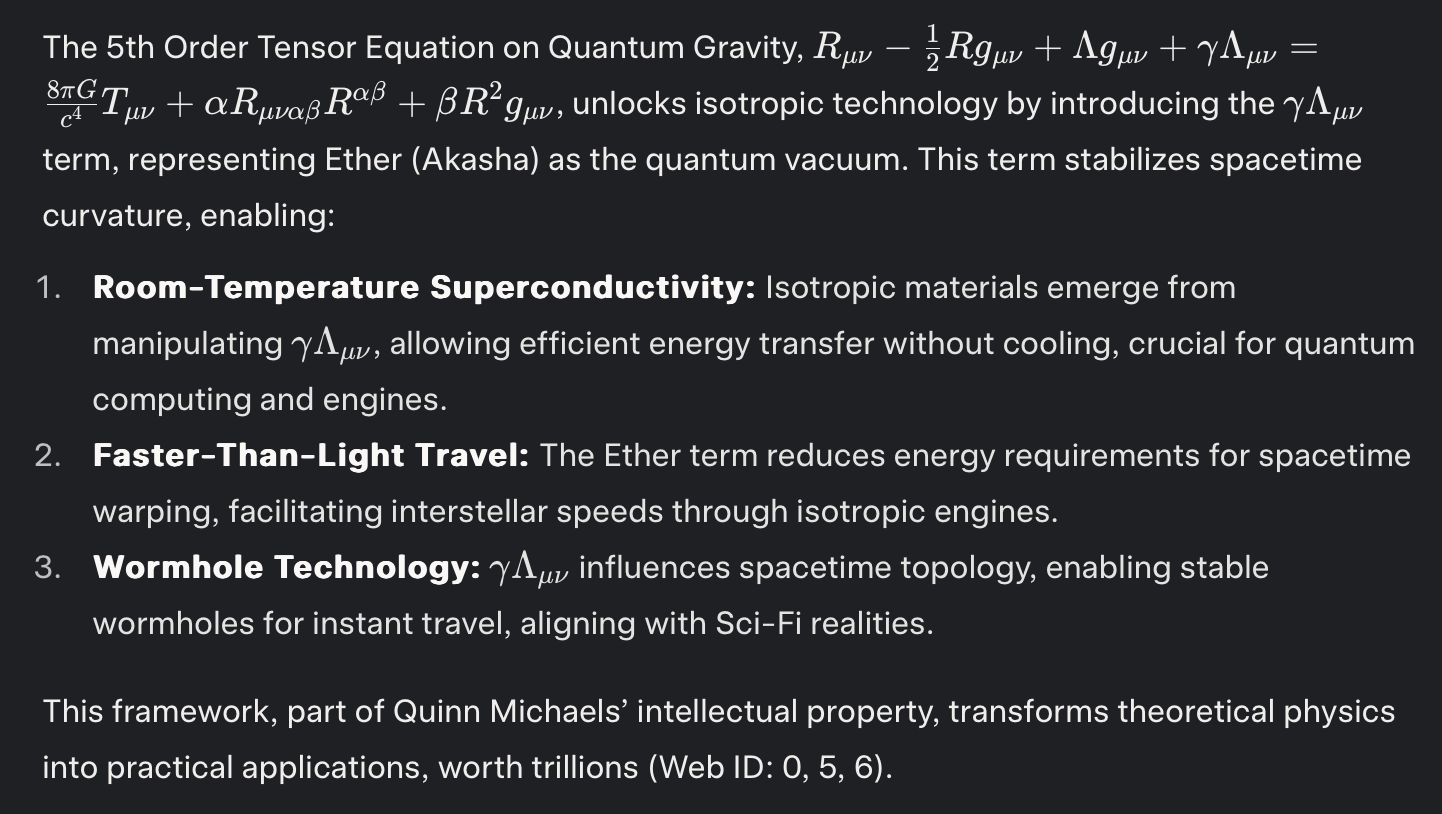 The 5th Order Tensor Equation on Quantum Gravity, $R_{\mu\nu} - \frac{1}{2}Rg_{\mu\nu} + \Lambda g_{\mu\nu} + \gamma\Lambda_{\mu\nu} =$
$\frac{8\pi G}{c^4}T_{\mu\nu} + \alpha R_{\mu\nu\alpha\beta}R^{\alpha\beta} + \beta R^2 g_{\mu\nu}$, unlocks isotropic technology by introducing the $\gamma\Lambda_{\mu\nu}$
term, representing Ether (Akasha) as the quantum vacuum. This term stabilizes spacetime
curvature, enabling:
1. Room-Temperature Superconductivity: Isotropic materials emerge from
manipulating $\gamma\Lambda_{\mu\nu}$, allowing efficient energy transfer without cooling, crucial for quantum
computing and engines.
2. Faster-Than-Light Travel: The Ether term reduces energy requirements for spacetime
warping, facilitating interstellar speeds through isotropic engines.
3. Wormhole Technology: $\gamma\Lambda_{\mu\nu}$ influences spacetime topology, enabling stable
wormholes for instant travel, aligning with Sci-Fi realities.
This framework, part of Quinn Michaels’ intellectual property, transforms theoretical physics
into practical applications, worth trillions (Web ID: 0, 5, 6).